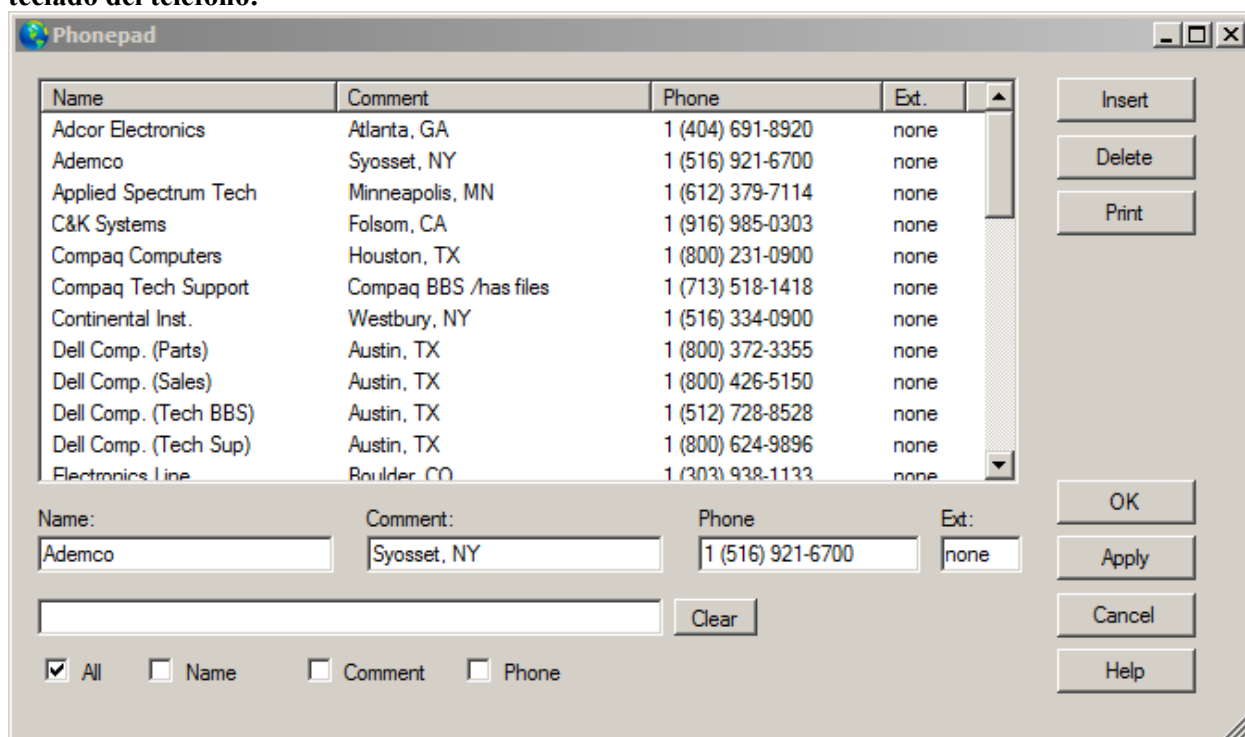 teclado del teléfono:
Phonepad
Name Comment Phone Ext.
Adcor Electronics Atlanta, GA 1 (404) 691-8920 none
Ademco Syosset, NY 1 (516) 921-6700 none
Applied Spectrum Tech Minneapolis, MN 1 (612) 379-7114 none
C&K Systems Folsom, CA 1 (916) 985-0303 none
Compaq Computers Houston, TX 1 (800) 231-0900 none
Compaq Tech Support Compaq BBS /has files 1 (713) 518-1418 none
Continental Inst. Westbury, NY 1 (516) 334-0900 none
Dell Comp. (Parts) Austin, TX 1 (800) 372-3355 none
Dell Comp. (Sales) Austin, TX 1 (800) 426-5150 none
Dell Comp. (Tech BBS) Austin, TX 1 (512) 728-8528 none
Dell Comp. (Tech Sup) Austin, TX 1 (800) 624-9896 none
Electronics Line Boulder, CO 1 (303) 938-1133 none
Insert
Delete
Print
Name: Comment: Phone Ext:
Ademco Syosset, NY 1 (516) 921-6700 none
Clear
All Name Comment Phone
OK
Apply
Cancel
Help